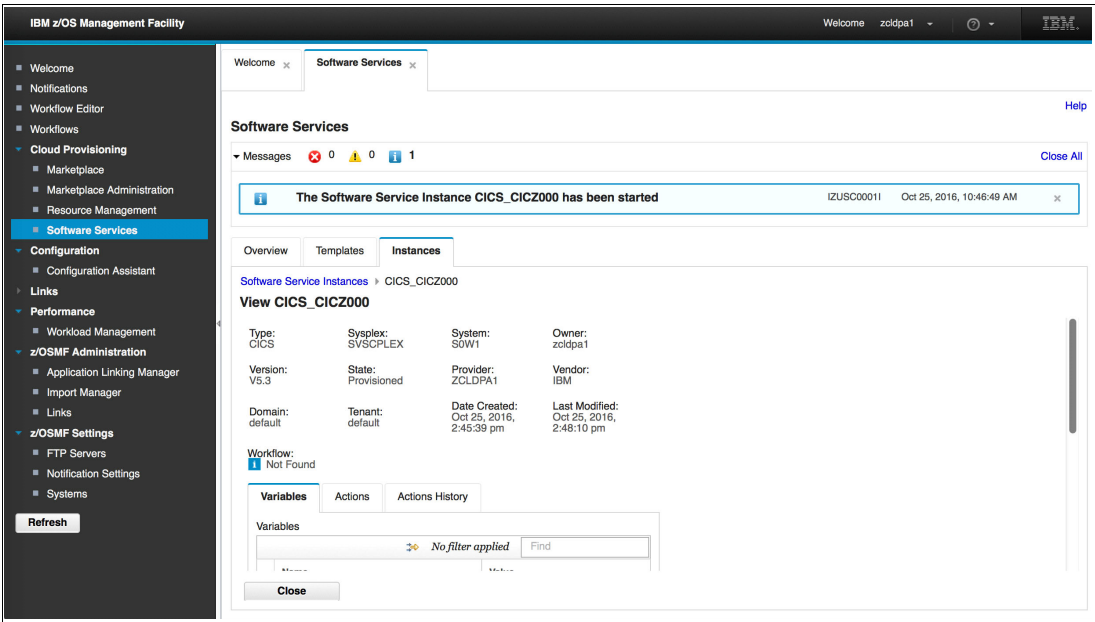 IBM z/OS Management Facility
Welcome zcldpa1
IBM.
Welcome
Notifications
Workflow Editor
Workflows
Cloud Provisioning
Marketplace
Marketplace Administration
Resource Management
Software Services
Configuration
Configuration Assistant
Links
Performance
Workload Management
z/OSMF Administration
Application Linking Manager
Import Manager
Links
z/OSMF Settings
FTP Servers
Notification Settings
Systems
Refresh
Welcome Software Services
Help
Software Services
Messages 0 0 1 Close All
The Software Service Instance CICS_CICZ000 has been started IZUSC0001I Oct 25, 2016, 10:46:49 AM
Overview Templates Instances
Software Service Instances CICS_CICZ000
View CICS_CICZ000
Type: Sysplex: System: Owner:
CICS SVSCPLEX S0W1 zcldpa1
Version: State: Provider: Vendor:
V5.3 Provisioned ZCLDPA1 IBM
Domain: Tenant: Date Created: Last Modified:
default default Oct 25, 2016, Oct 25, 2016,
2:45:39 pm 2:48:10 pm
Workflow:
Not Found
Variables Actions Actions History
Variables
No filter applied Find
Name Value
Close